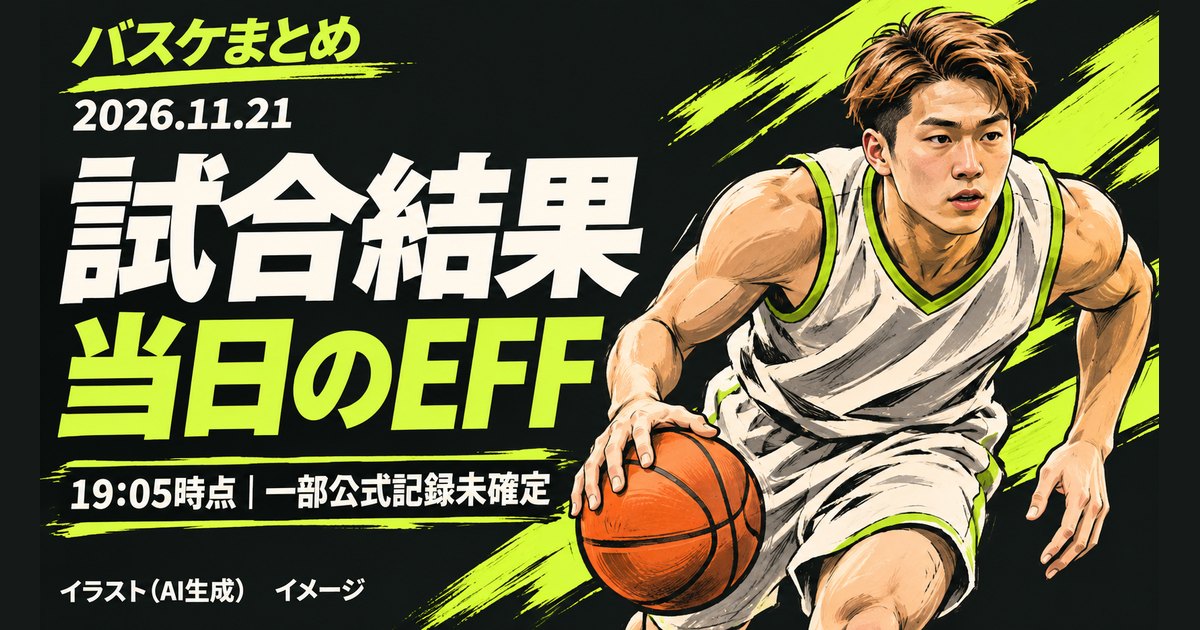 バスケまとめ
2026.11.21
試合結果
当日のEFF
19:05時点｜一部公式記録未確定
イラスト（AI生成）　イメージ